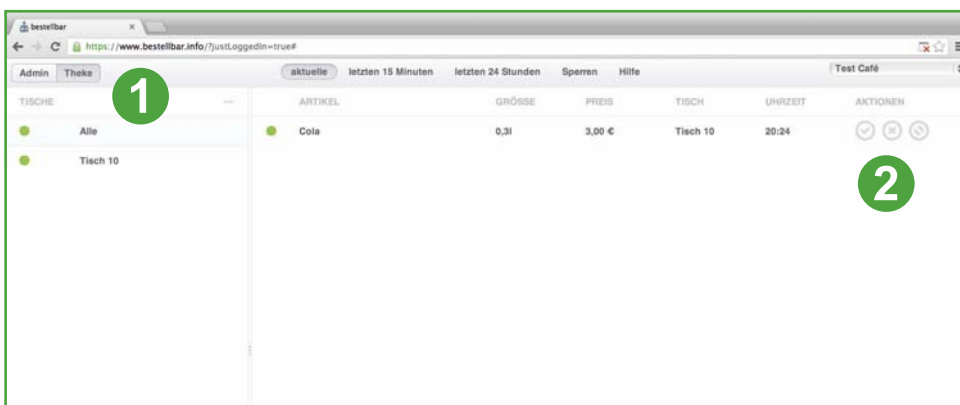 bestellbar
https://www.bestellbar.info/?justLoggedIn=true#
Admin Theke aktuelle letzten 15 Minuten letzten 24 Stunden Sperren Hilfe Test Café
1
TISCHE ARTIKEL GRÖSSE PREIS TISCH UHRZEIT AKTIONEN
Alle Cola 0,3l 3,00 € Tisch 10 20:24
Tisch 10
2